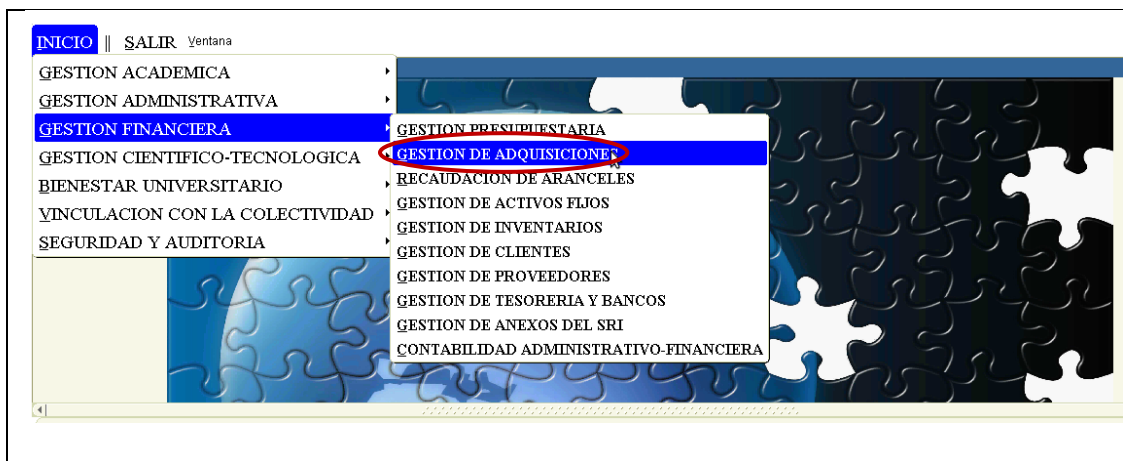 INICIO || SALIR Ventana
GESTION ACADEMICA
GESTION ADMINISTRATIVA
GESTION FINANCIERA
GESTION CIENTIFICO-TECNOLOGICA
BIENESTAR UNIVERSITARIO
VINCULACION CON LA COLECTIVIDAD
SEGURIDAD Y AUDITORIA
GESTION PRESUPUESTARIA
GESTION DE ADQUISICIONES
RECAUDACION DE ARANCELES
GESTION DE ACTIVOS FIJOS
GESTION DE INVENTARIOS
GESTION DE CLIENTES
GESTION DE PROVEEDORES
GESTION DE TESORERIA Y BANCOS
GESTION DE ANEXOS DEL SRI
CONTABILIDAD ADMINISTRATIVO-FINANCIERA